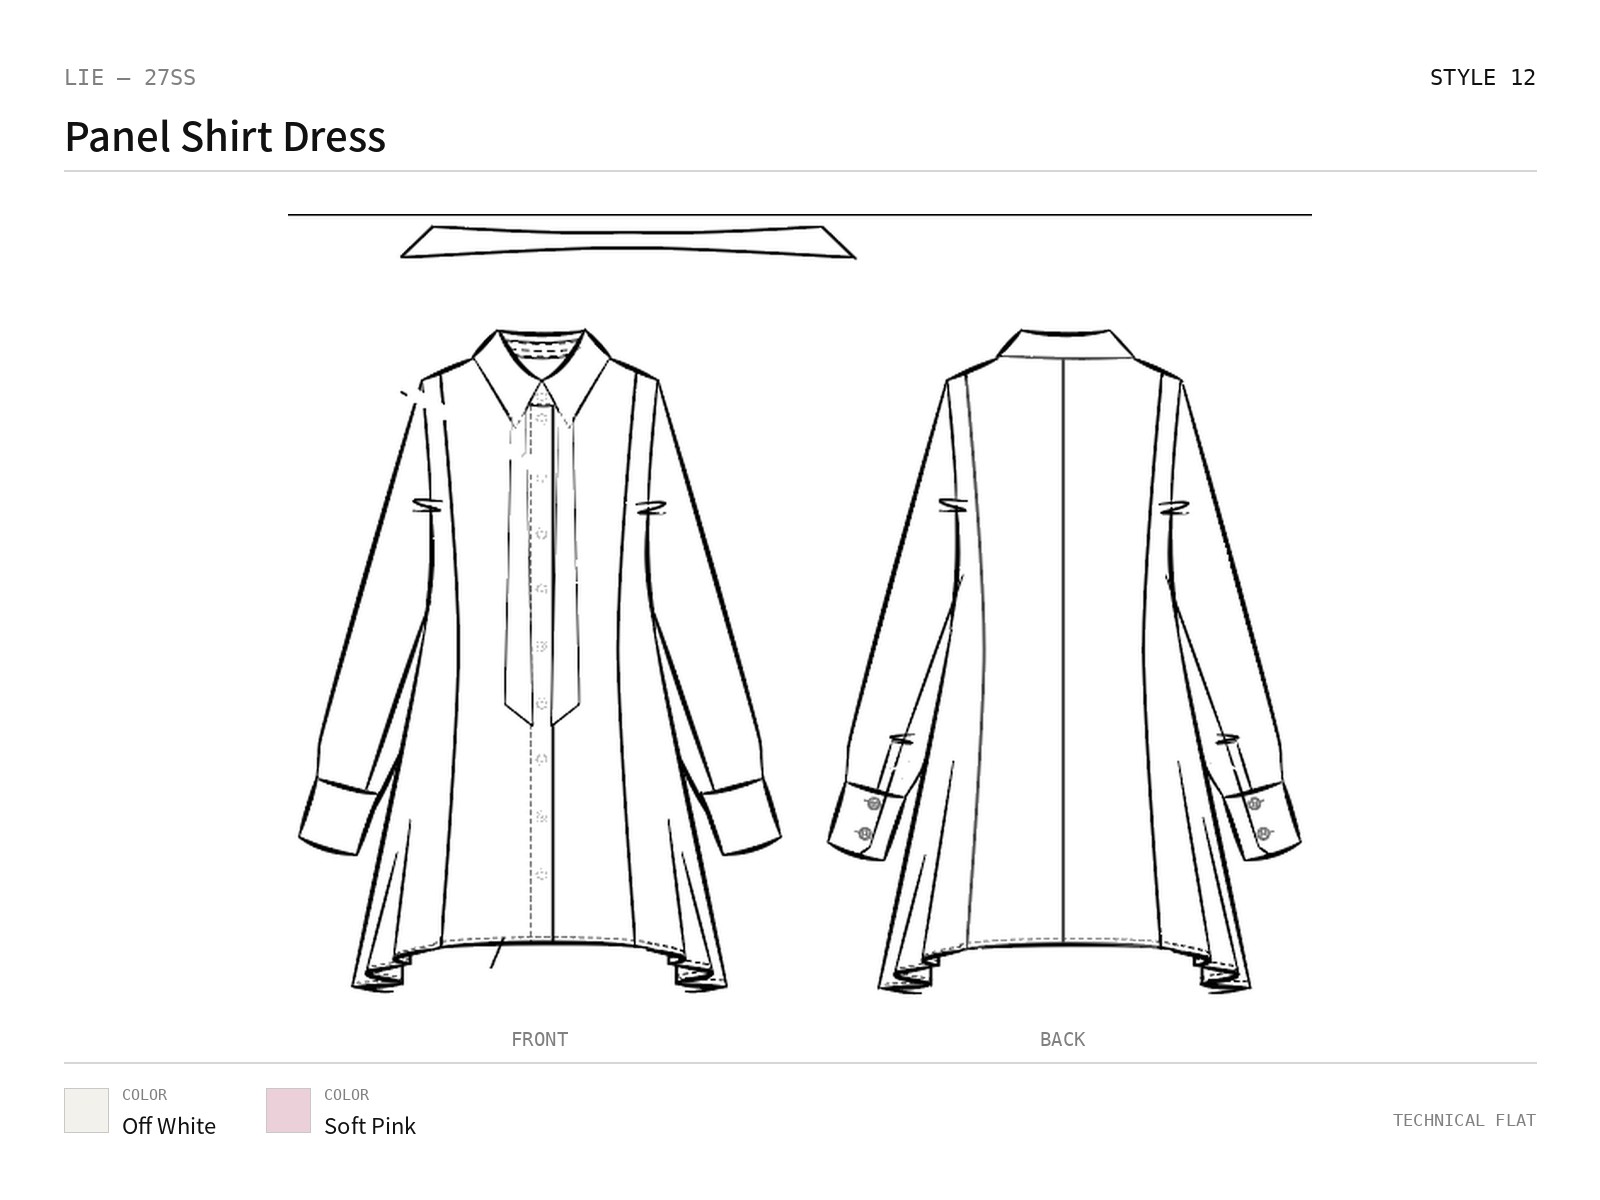 LIE — 27SS
STYLE 12
Panel Shirt Dress
FRONT
BACK
COLOR
Off White
COLOR
Soft Pink
TECHNICAL FLAT